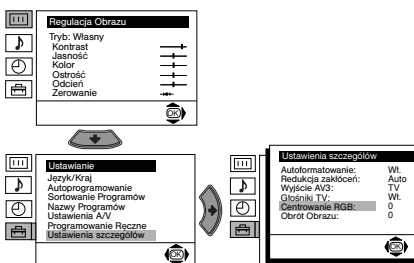 Regulacja Obrazu
Tryb: Własny
Kontrast
Jasność
Kolor
Ostrość
Odcień
Zerowanie
OK
Ustawianie
Język/Kraj
Autoprogramowanie
Sortowanie Programów
Nazwy Programów
Ustawienia A/V
Programowanie Ręczne
Ustawienia szczegółów
OK
Ustawienia szczegółów
Autoformatowanie: Wł.
Redukcja zakłóceń: Auto
Wyjście AV3: TV
Głośniki TV: Wł.
Centrowanie RGB: 0
Obrót Obrazu: 0
OK